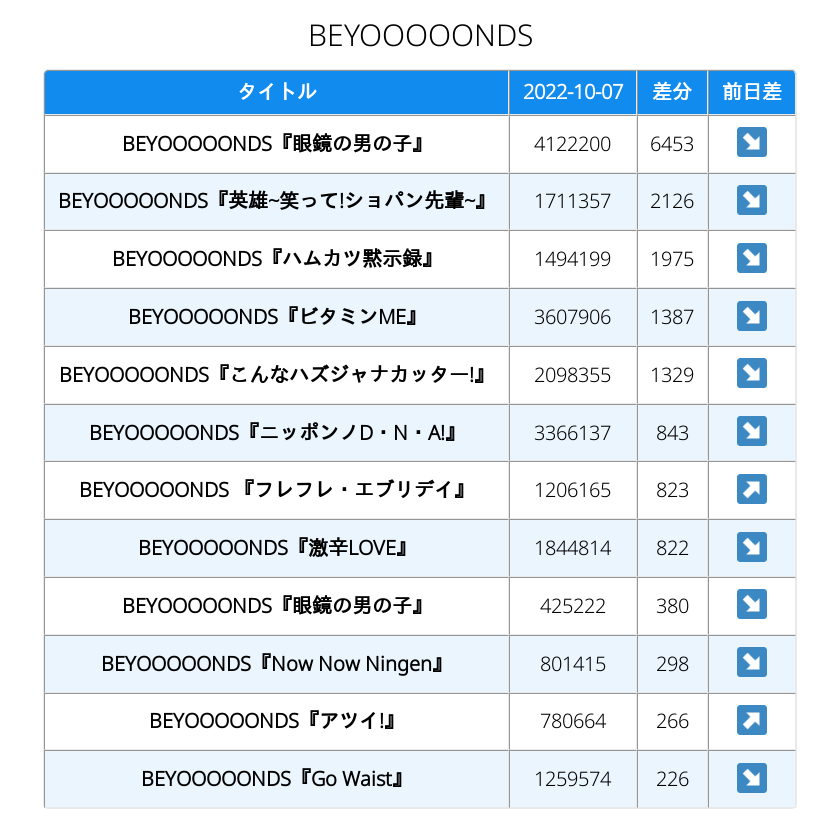 BEYOOOOONDS
タイトル 2022-10-07 差分 前日差
BEYOOOOONDS『眼鏡の男の子』 4122200 6453 ↘
BEYOOOOONDS『英雄~笑って!ショパン先輩~』 1711357 2126 ↘
BEYOOOOONDS『ハムカツ黙示録』 1494199 1975 ↘
BEYOOOOONDS『ビタミンME』 3607906 1387 ↘
BEYOOOOONDS『こんなハズジャナカッター!』 2098355 1329 ↘
BEYOOOOONDS『ニッポンノD・N・A!』 3366137 843 ↘
BEYOOOOONDS 『フレフレ・エブリデイ』 1206165 823 ↗
BEYOOOOONDS『激辛LOVE』 1844814 822 ↘
BEYOOOOONDS『眼鏡の男の子』 425222 380 ↘
BEYOOOOONDS『Now Now Ningen』 801415 298 ↘
BEYOOOOONDS『アツイ!』 780664 266 ↗
BEYOOOOONDS『Go Waist』 1259574 226 ↘